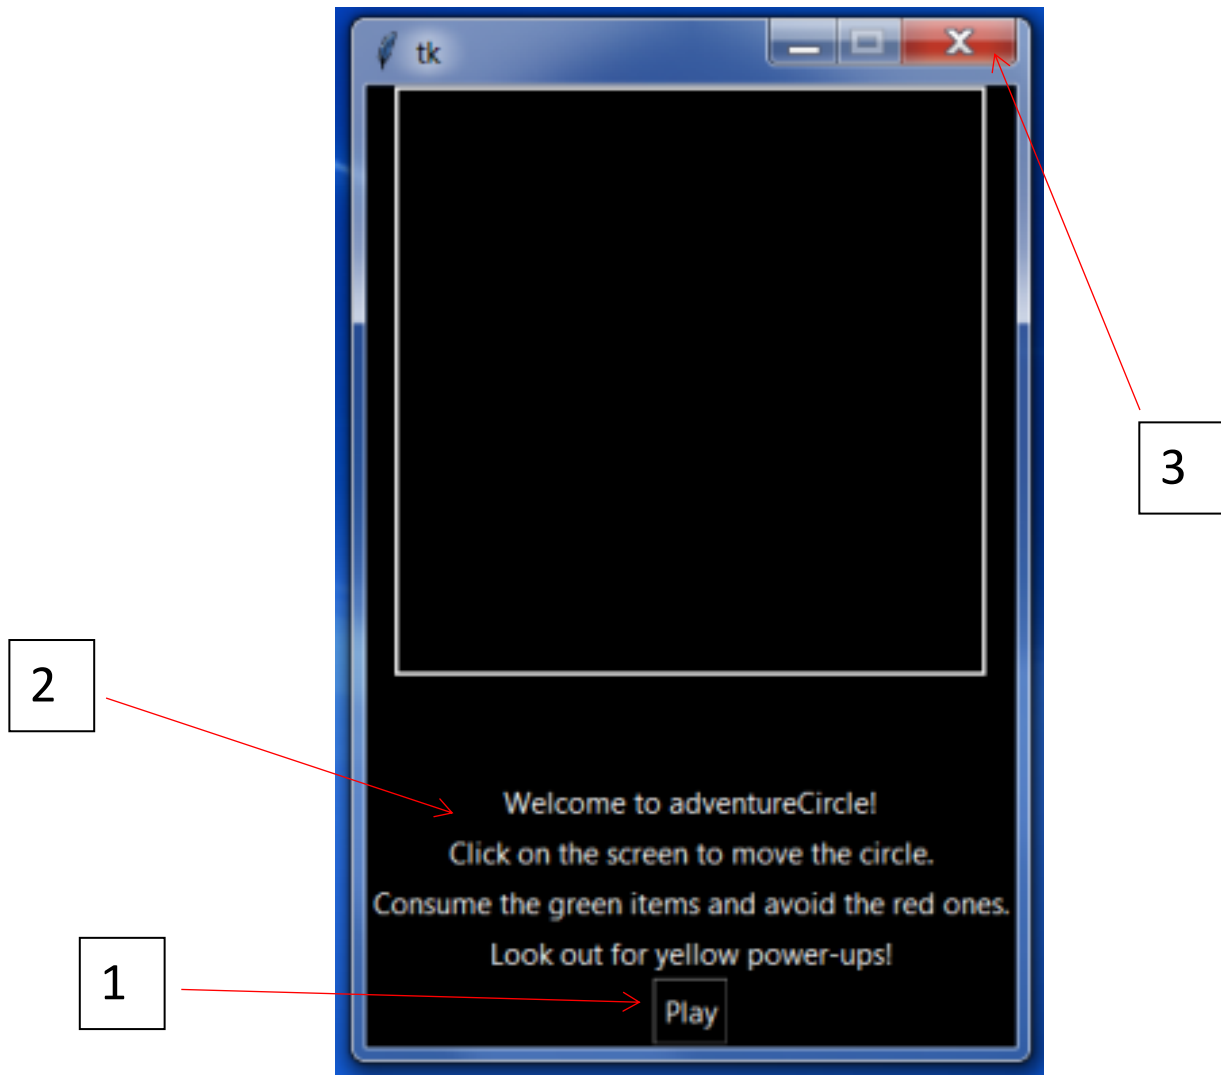 tk
X
3
2
Welcome to adventureCircle!
Click on the screen to move the circle.
Consume the green items and avoid the red ones.
Look out for yellow power-ups!
1
Play